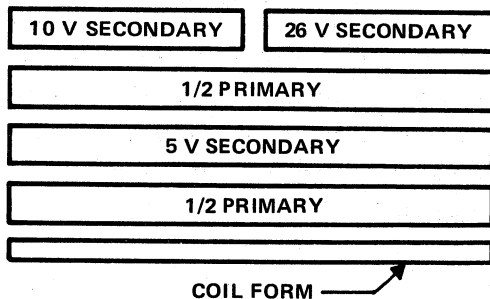 10 V SECONDARY 26 V SECONDARY
1/2 PRIMARY
5 V SECONDARY
1/2 PRIMARY
COIL FORM